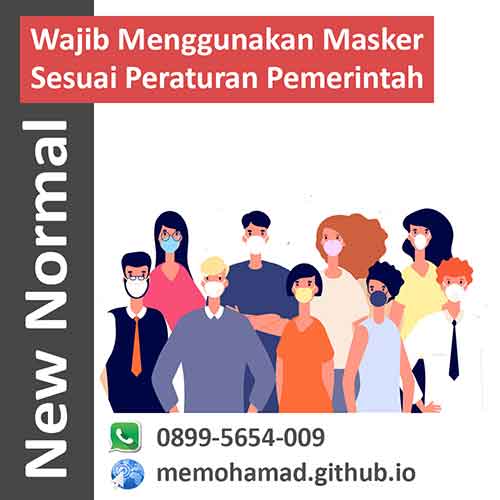 Wajib Menggunakan Masker
Sesuai Peraturan Pemerintah
New Normal
0899-5654-009
memohamad.github.io